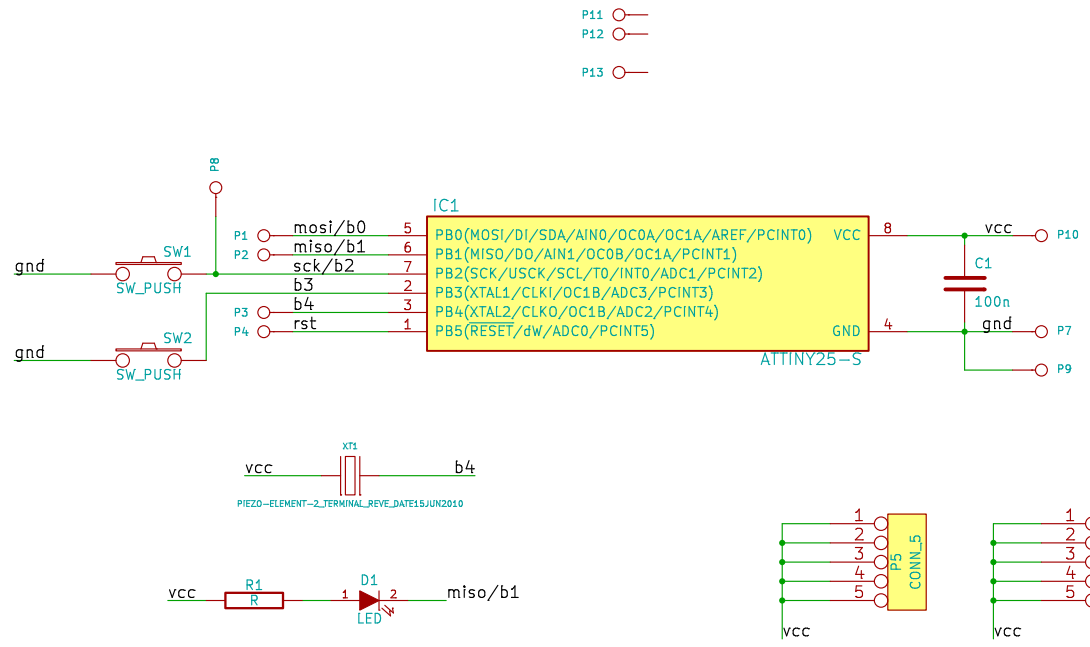 P11
P12
P13
P8
IC1
P1 mosi/b0 5 PB0(MOSI/DI/SDA/AIN0/OC0A/OC1A/AREF/PCINT0) VCC 8 vcc P10
P2 miso/b1 6 PB1(MISO/DO/AIN1/OC0B/OC1A/PCINT1)
SW1
gnd sck/b2 7 PB2(SCK/USCK/SCL/T0/INT0/ADC1/PCINT2) C1
SW_PUSH b3 2 PB3(XTAL1/CLKI/OC1B/ADC3/PCINT3)
100n
P3 b4 3 PB4(XTAL2/CLKO/OC1B/ADC2/PCINT4)
P4 rst 1 PB5(RESET/dW/ADC0/PCINT5) GND 4 gnd P7
SW2
gnd ATTINY25-S
SW_PUSH P9
XT1
vcc b4
PIEZO-ELEMENT-2_TERMINAL_REVE_DATE15JUN2010
1 1
2 2
3 3
4 4
5 5
P5
CONN_5
D1
R1
vcc R 1 2 miso/b1
LED
vcc vcc